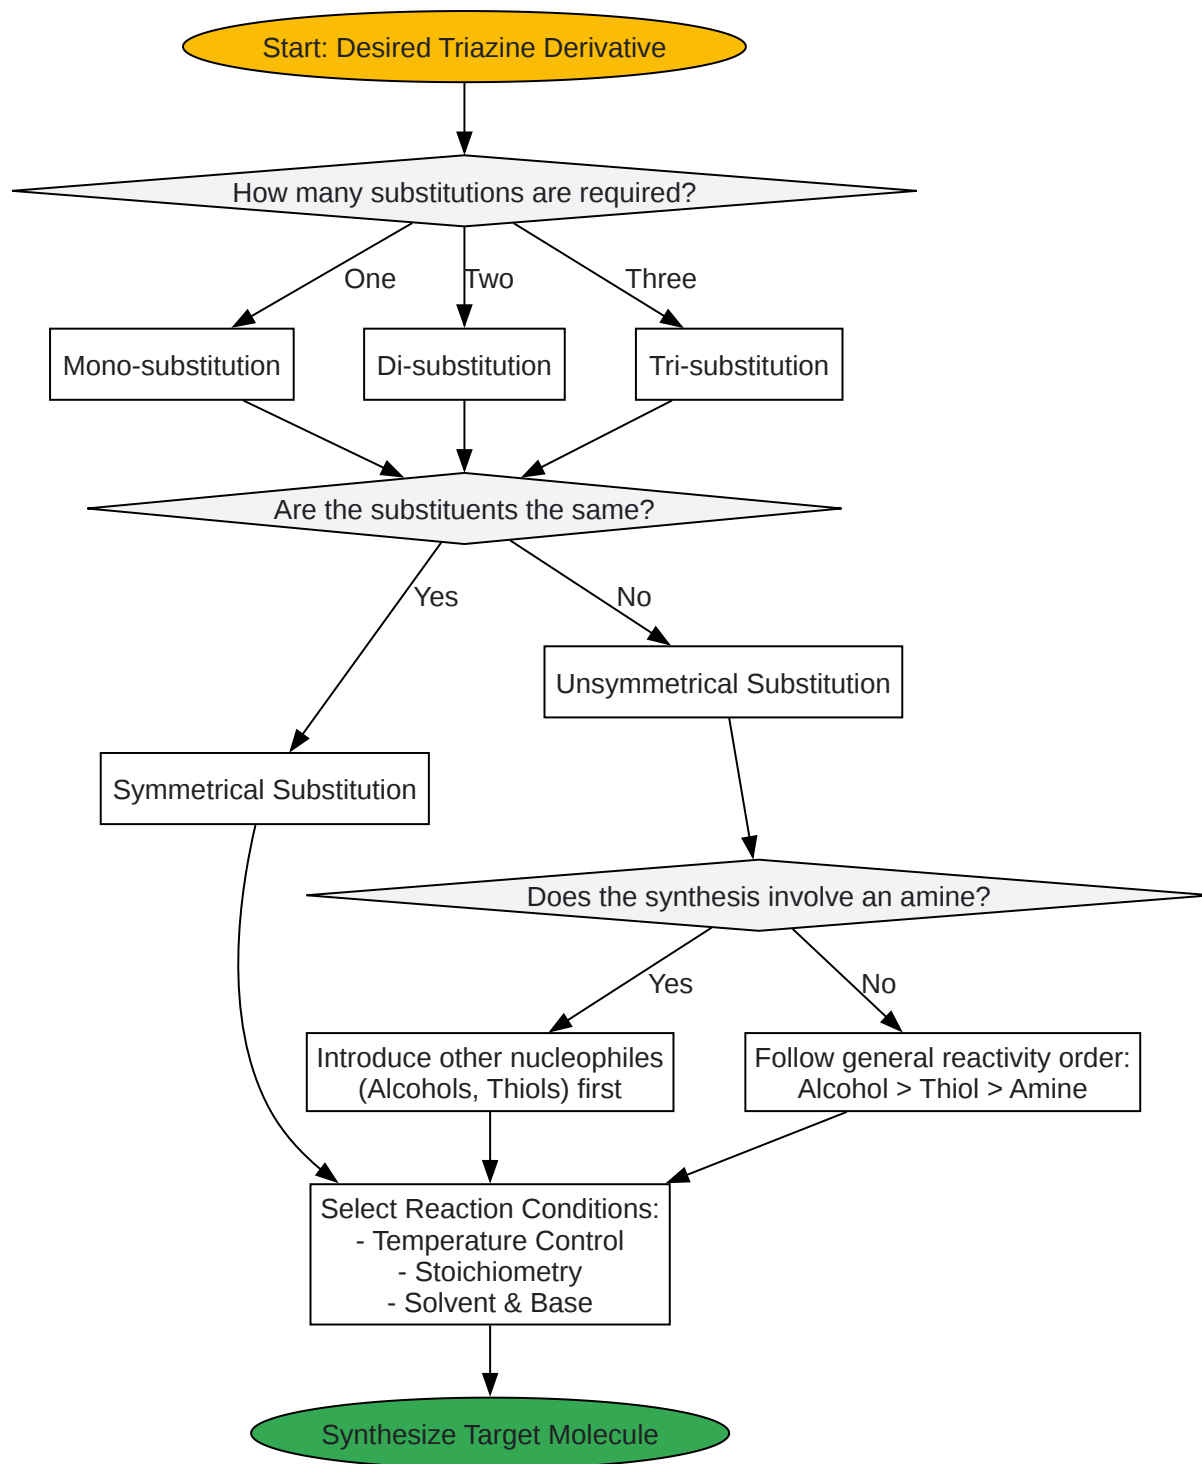 Start: Desired Triazine Derivative
How many substitutions are required?
One
Two
Three
Mono-substitution
Di-substitution
Tri-substitution
Are the substituents the same?
Yes
No
Unsymmetrical Substitution
Symmetrical Substitution
Does the synthesis involve an amine?
Yes
No
Introduce other nucleophiles
(Alcohols, Thiols) first
Follow general reactivity order:
Alcohol > Thiol > Amine
Select Reaction Conditions:
- Temperature Control
- Stoichiometry
- Solvent & Base
Synthesize Target Molecule